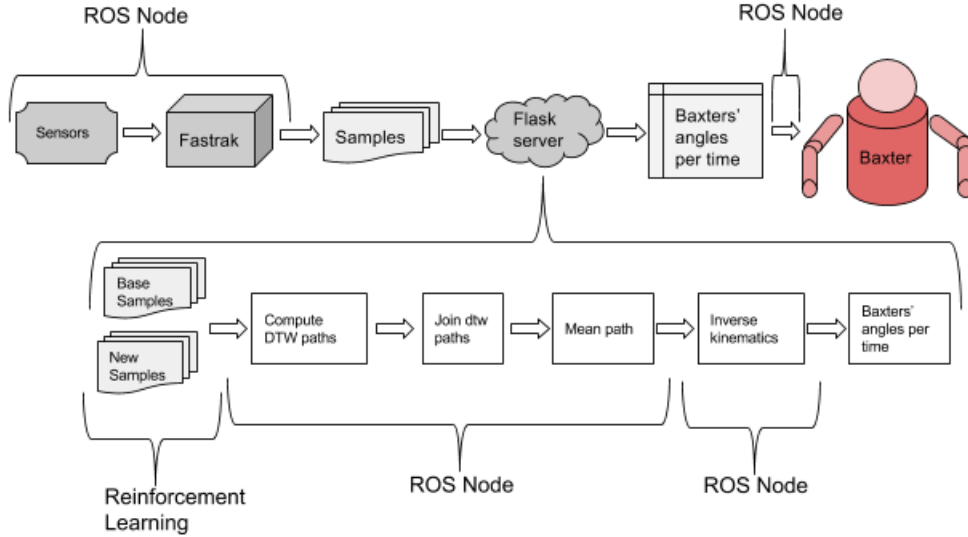 ROS Node
ROS Node
Sensors
Fastrak
Samples
Flask
server
Baxters'
angles
per time
Baxter
Base
Samples
New
Samples
Compute
DTW paths
Join dtw
paths
Mean path
Inverse
kinematics
Baxters'
angles per
time
Reinforcement
Learning
ROS Node
ROS Node